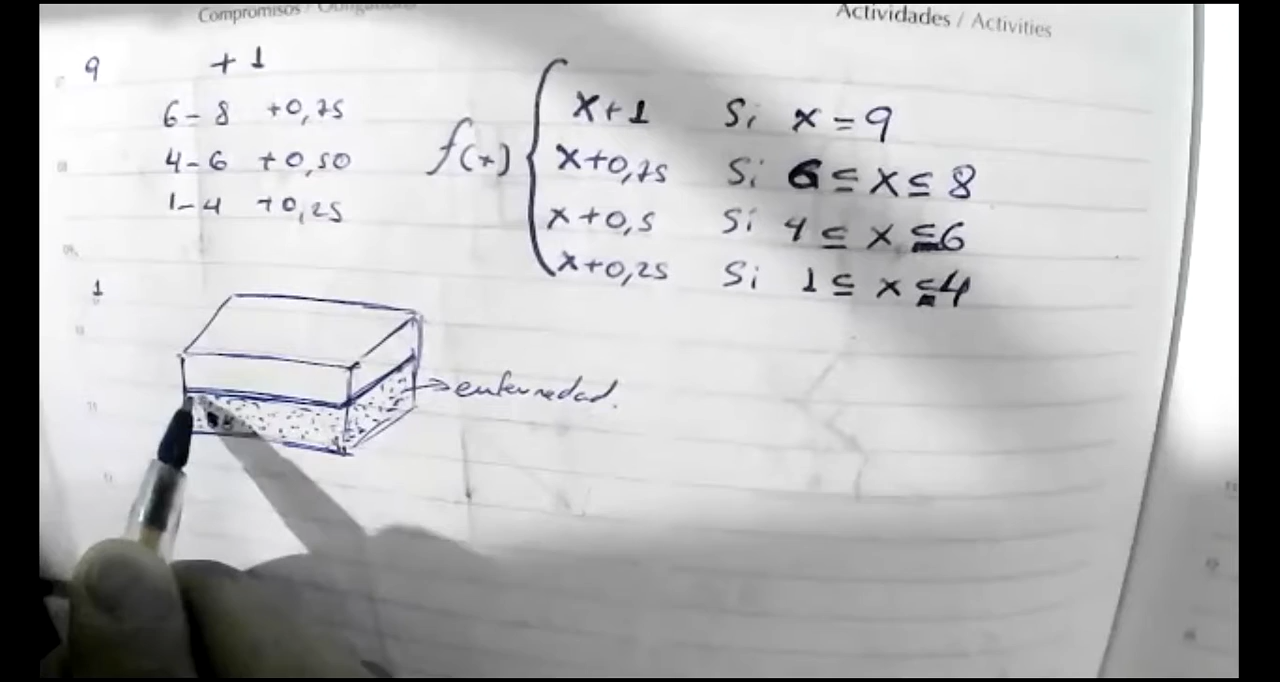 Compromisos /
Actividades / Activities
9 +1
6-8 +0,75
4-6 +0,50
1-4 +0,25
f(x)
x+1 Si x=9
x+0,75 Si 6≤x≤8
x+0,5 Si 4≤x≤6
x+0,25 Si 1≤x≤4
1
enfermedad.